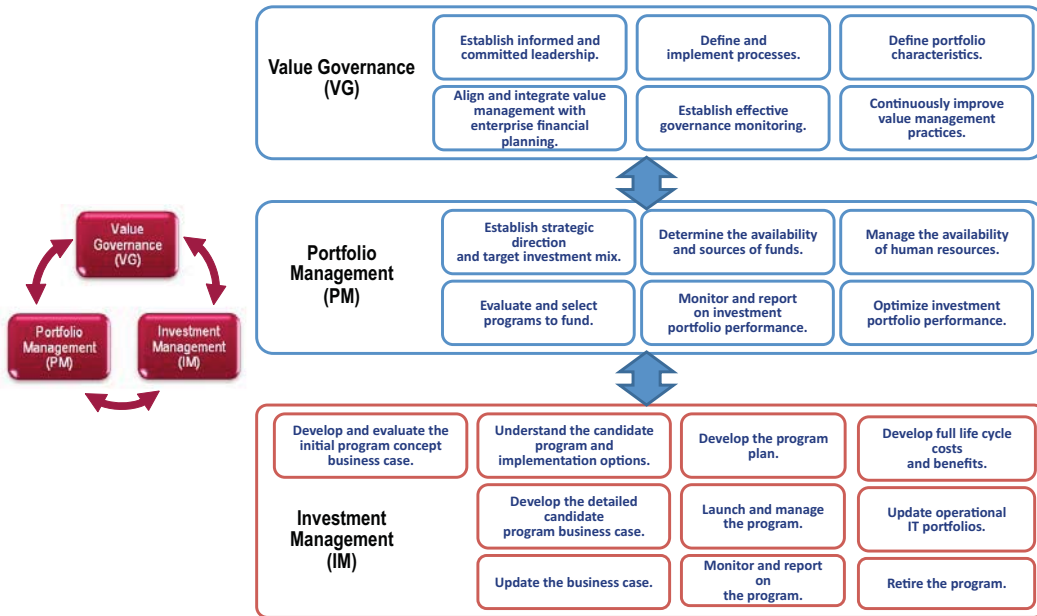 Value Governance
(VG)
Establish informed and
committed leadership.
Define and
implement processes.
Define portfolio
characteristics.
Align and integrate value
management with
enterprise financial
planning.
Establish effective
governance monitoring.
Continuously improve
value management
practices.
Value
Governance
(VG)
Portfolio
Management
(PM)
Investment
Management
(IM)
Portfolio
Management
(PM)
Establish strategic
direction
and target investment mix.
Determine the availability
and sources of funds.
Manage the availability
of human resources.
Evaluate and select
programs to fund.
Monitor and report
on investment
portfolio performance.
Optimize investment
portfolio performance.
Investment
Management
(IM)
Develop and evaluate the
initial program concept
business case.
Understand the candidate
program and
implementation options.
Develop the program
plan.
Develop full life cycle
costs
and benefits.
Develop the detailed
candidate
program business case.
Launch and manage
the program.
Update operational
IT portfolios.
Update the business case.
Monitor and report
on
the program.
Retire the program.